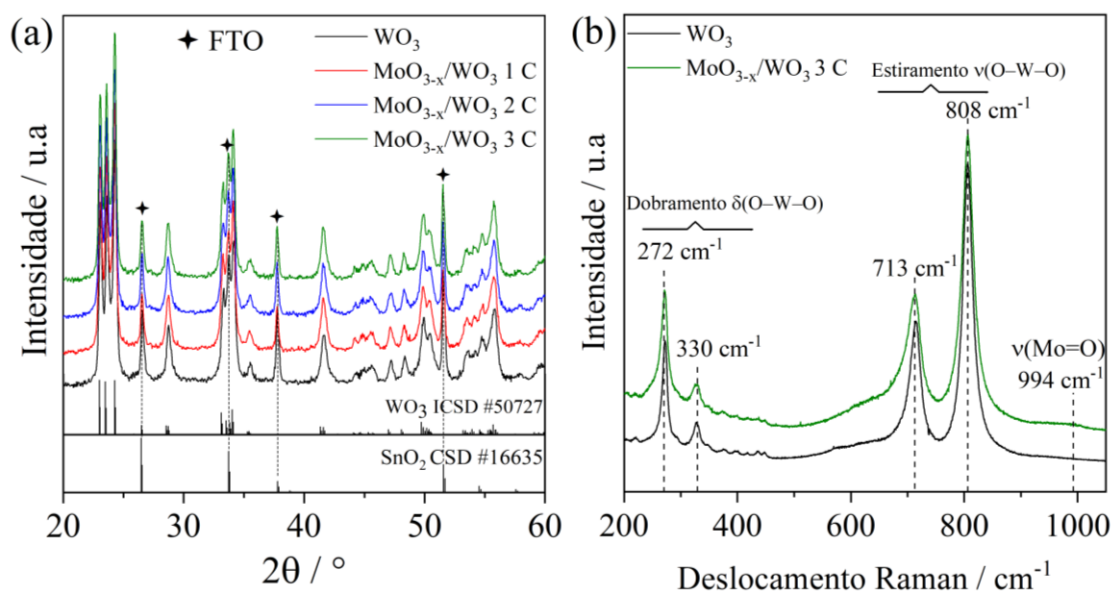 (a)
✦ FTO
WO₃
MoO₃₋ₓ/WO₃ 1 C
MoO₃₋ₓ/WO₃ 2 C
MoO₃₋ₓ/WO₃ 3 C
Intensidade / u.a
WO₃ ICSD #50727
SnO₂ CSD #16635
20 30 40 50 60
2θ / °
(b)
WO₃
MoO₃₋ₓ/WO₃ 3 C
Estiramento ν(O–W–O)
808 cm⁻¹
Dobramento δ(O–W–O)
272 cm⁻¹
713 cm⁻¹
330 cm⁻¹
ν(Mo=O)
994 cm⁻¹
Intensidade / u.a
200 400 600 800 1000
Deslocamento Raman / cm⁻¹